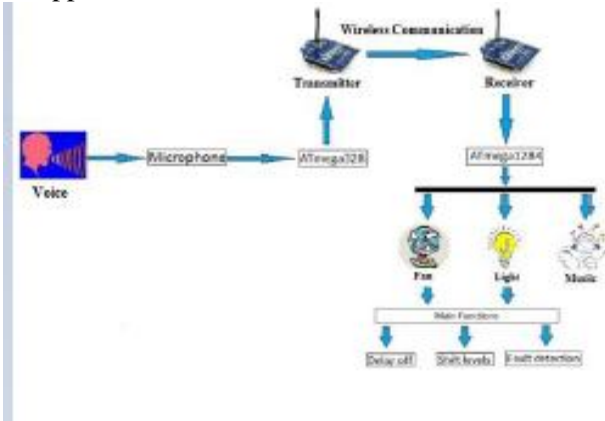 Wireless Communication
Transmitter
Receiver
Microphone
ATmega328
ATmega1284
Voice
Fan
Light
Music
Main Functions
Delay off
Shift levels
Fault detection